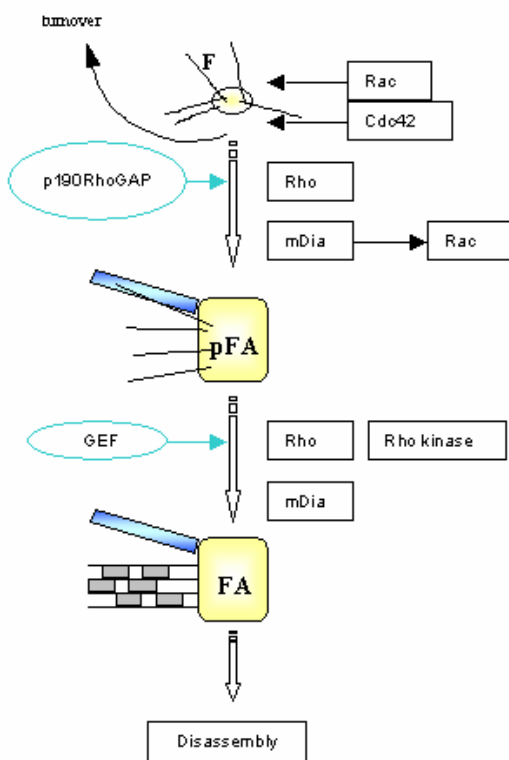 turnover
F
Rac
Cdc42
p190RhoGAP
Rho
mDia
Rac
pFA
GEF
Rho
Rho kinase
mDia
FA
Disassembly